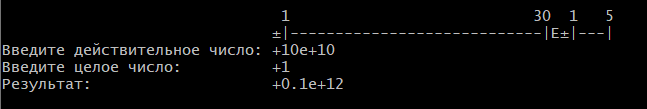 1 30 1 5
±|-----------------------------|E±|---|
Введите действительное число: +10e+10
Введите целое число: +1
Результат: +0.1e+12